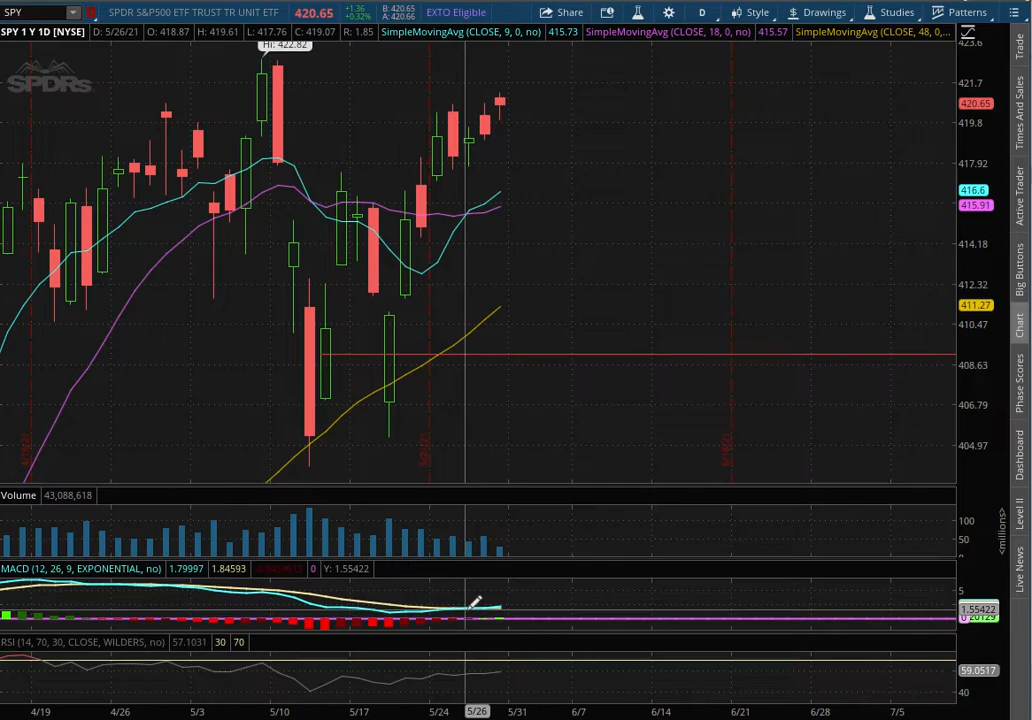 SPY SPDR S&P500 ETF TRUST TR UNIT ETF 420.65 +1.36 +0.32% B: 420.65 A: 420.66 EXTO Eligible Share D Style Drawings Studies Patterns
SPY 1 Y 1D [NYSE] D: 5/26/21 O: 418.87 H: 419.61 L: 417.76 C: 419.07 R: 1.85 SimpleMovingAvg (CLOSE, 9, 0, no) 415.73 SimpleMovingAvg (CLOSE, 18, 0, no) 415.57 SimpleMovingAvg (CLOSE, 48, 0,...
Hi: 422.82
SPDRs
423.6
421.7
420.65
419.8
417.92
416.6
415.91
414.18
412.32
411.27
410.47
408.63
406.79
404.97
Volume 43,088,618
100
50
<millions>
MACD (12, 26, 9, EXPONENTIAL, no) 1.79997 1.84593 Y: 1.55422
5
1.55422
RSI (14, 70, 30, CLOSE, WILDERS, no) 57.1031 30 70
59.0517
40
4/19 4/26 5/3 5/10 5/17 5/24 5/26 5/31 6/7 6/14 6/21 6/28 7/5
Trade
Times And Sales
Active Trader
Big Buttons
Chart
Phase Scores
Dashboard
Level II
Live News